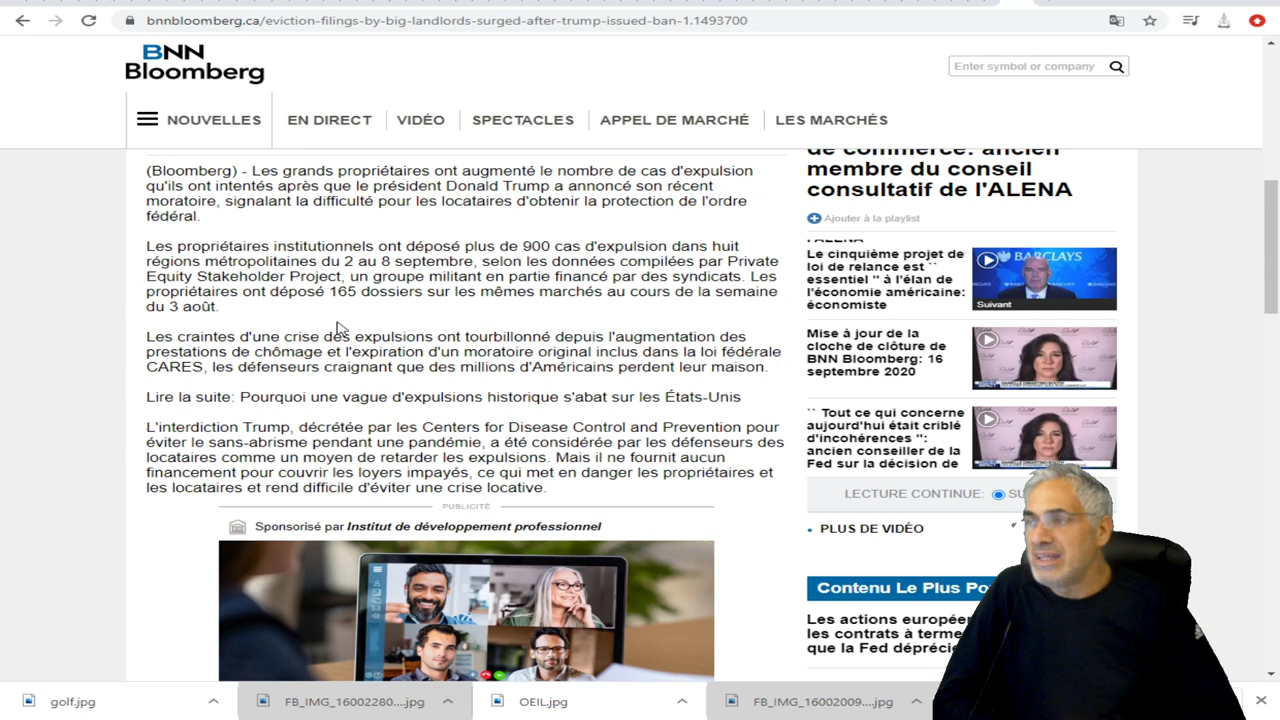 bnnbloomberg.ca/eviction-filings-by-big-landlords-surged-after-trump-issued-ban-1.1493700
BNN
Bloomberg
Enter symbol or company
NOUVELLES
EN DIRECT
VIDÉO
SPECTACLES
APPEL DE MARCHÉ
LES MARCHÉS
(Bloomberg) - Les grands propriétaires ont augmenté le nombre de cas d'expulsion
qu'ils ont intentés après que le président Donald Trump a annoncé son récent
moratoire, signalant la difficulté pour les locataires d'obtenir la protection de l'ordre
fédéral.
Les propriétaires institutionnels ont déposé plus de 900 cas d'expulsion dans huit
régions métropolitaines du 2 au 8 septembre, selon les données compilées par Private
Equity Stakeholder Project, un groupe militant en partie financé par des syndicats. Les
propriétaires ont déposé 165 dossiers sur les mêmes marchés au cours de la semaine
du 3 août.
Les craintes d'une crise des expulsions ont tourbillonné depuis l'augmentation des
prestations de chômage et l'expiration d'un moratoire original inclus dans la loi fédérale
CARES, les défenseurs craignant que des millions d'Américains perdent leur maison.
Lire la suite: Pourquoi une vague d'expulsions historique s'abat sur les États-Unis
L'interdiction Trump, décrétée par les Centers for Disease Control and Prevention pour
éviter le sans-abrisme pendant une pandémie, a été considérée par les défenseurs des
locataires comme un moyen de retarder les expulsions. Mais il ne fournit aucun
financement pour couvrir les loyers impayés, ce qui met en danger les propriétaires et
les locataires et rend difficile d'éviter une crise locative.
PUBLICITÉ
Sponsorisé par Institut de développement professionnel
de commerce: ancien
membre du conseil
consultatif de l'ALENA
Ajouter à la playlist
Le cinquième projet de
loi de relance est ``
essentiel '' à l'élan de
l'économie américaine:
économiste
BARCLAYS
Suivant
Mise à jour de la
cloche de clôture de
BNN Bloomberg: 16
septembre 2020
`` Tout ce qui concerne
aujourd'hui était criblé
d'incohérences '':
ancien conseiller de la
Fed sur la décision de
LECTURE CONTINUE:
PLUS DE VIDÉO
Contenu Le Plus
Les actions
les contrats à
que la Fed
golf.jpg
FB_IMG_16002280....jpg
OEIL.jpg
FB_IMG_16002009....jpg